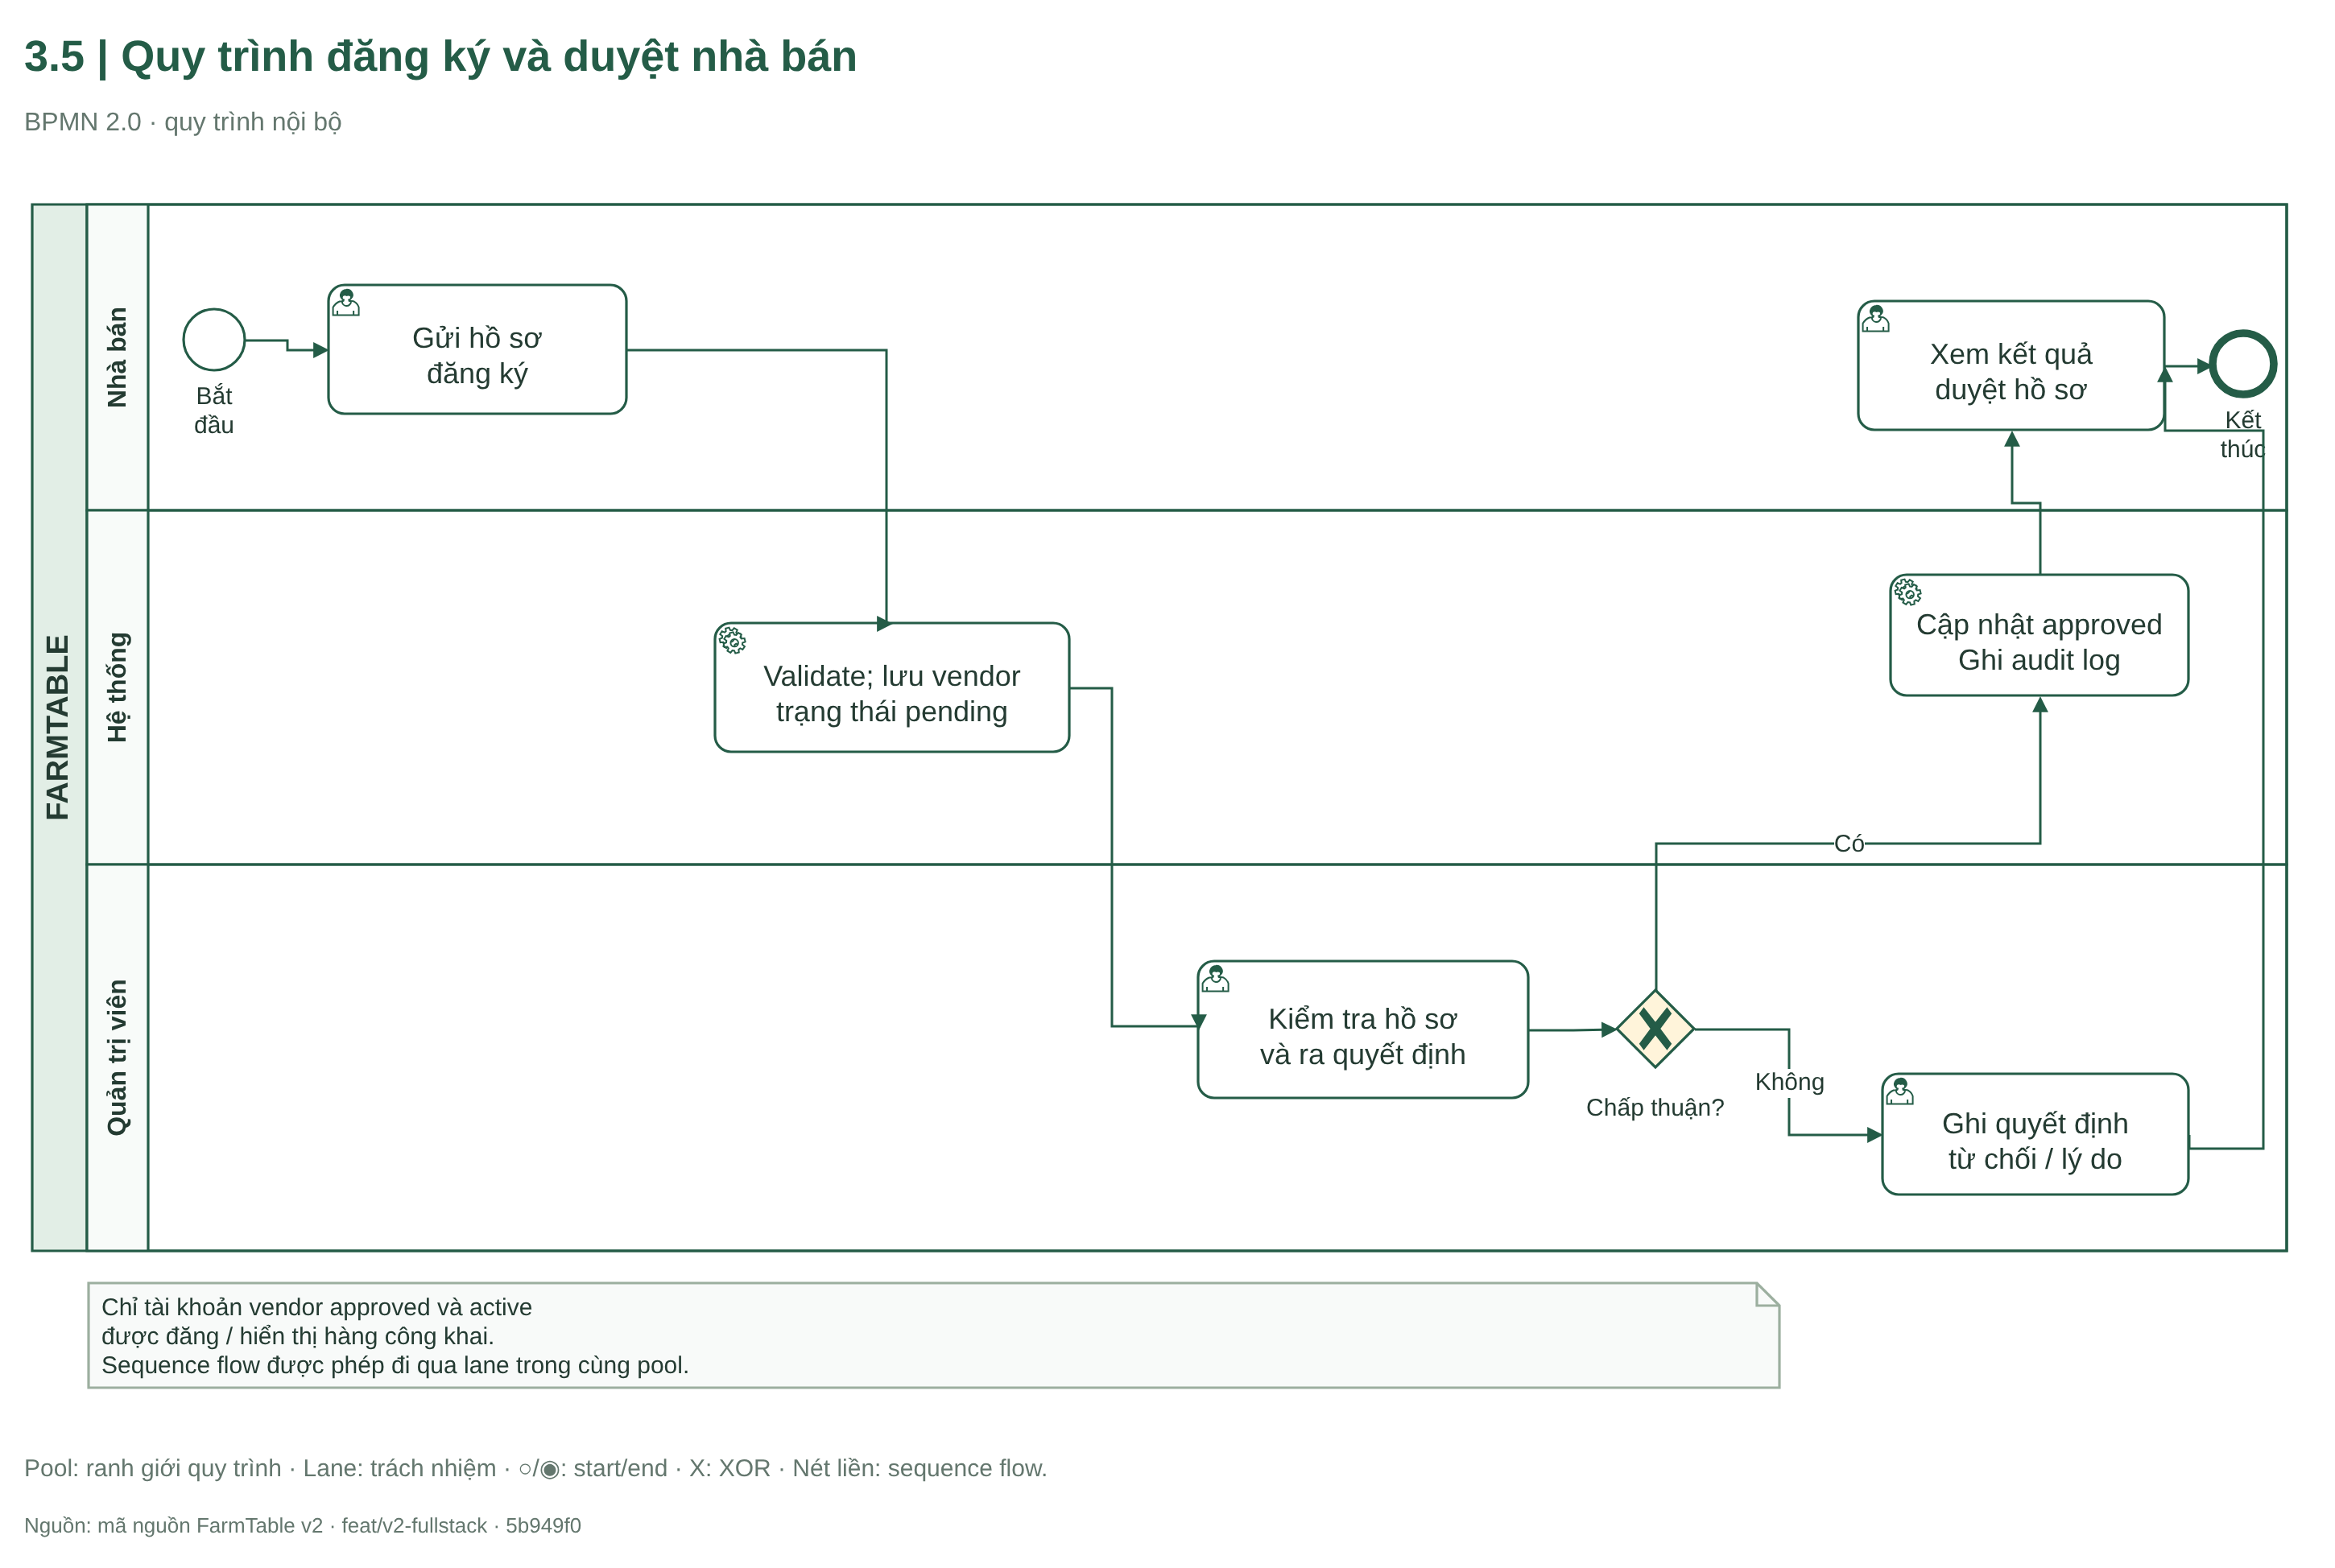 3.5 | Quy trình đăng ký và duyệt nhà bán
BPMN 2.0 · quy trình nội bộ
FARMTABLE
Nhà bán
Bắt
đầu
Gửi hồ sơ
đăng ký
Xem kết quả
duyệt hồ sơ
Kết
thúc
Hệ thống
Validate; lưu vendor
trạng thái pending
Cập nhật approved
Ghi audit log
Có
Quản trị viên
Kiểm tra hồ sơ
và ra quyết định
Chấp thuận?
Không
Ghi quyết định
từ chối / lý do
Chỉ tài khoản vendor approved và active
được đăng / hiển thị hàng công khai.
Sequence flow được phép đi qua lane trong cùng pool.
Pool: ranh giới quy trình · Lane: trách nhiệm · ○/◉: start/end · X: XOR · Nét liền: sequence flow.
Nguồn: mã nguồn FarmTable v2 · feat/v2-fullstack · 5b949f0